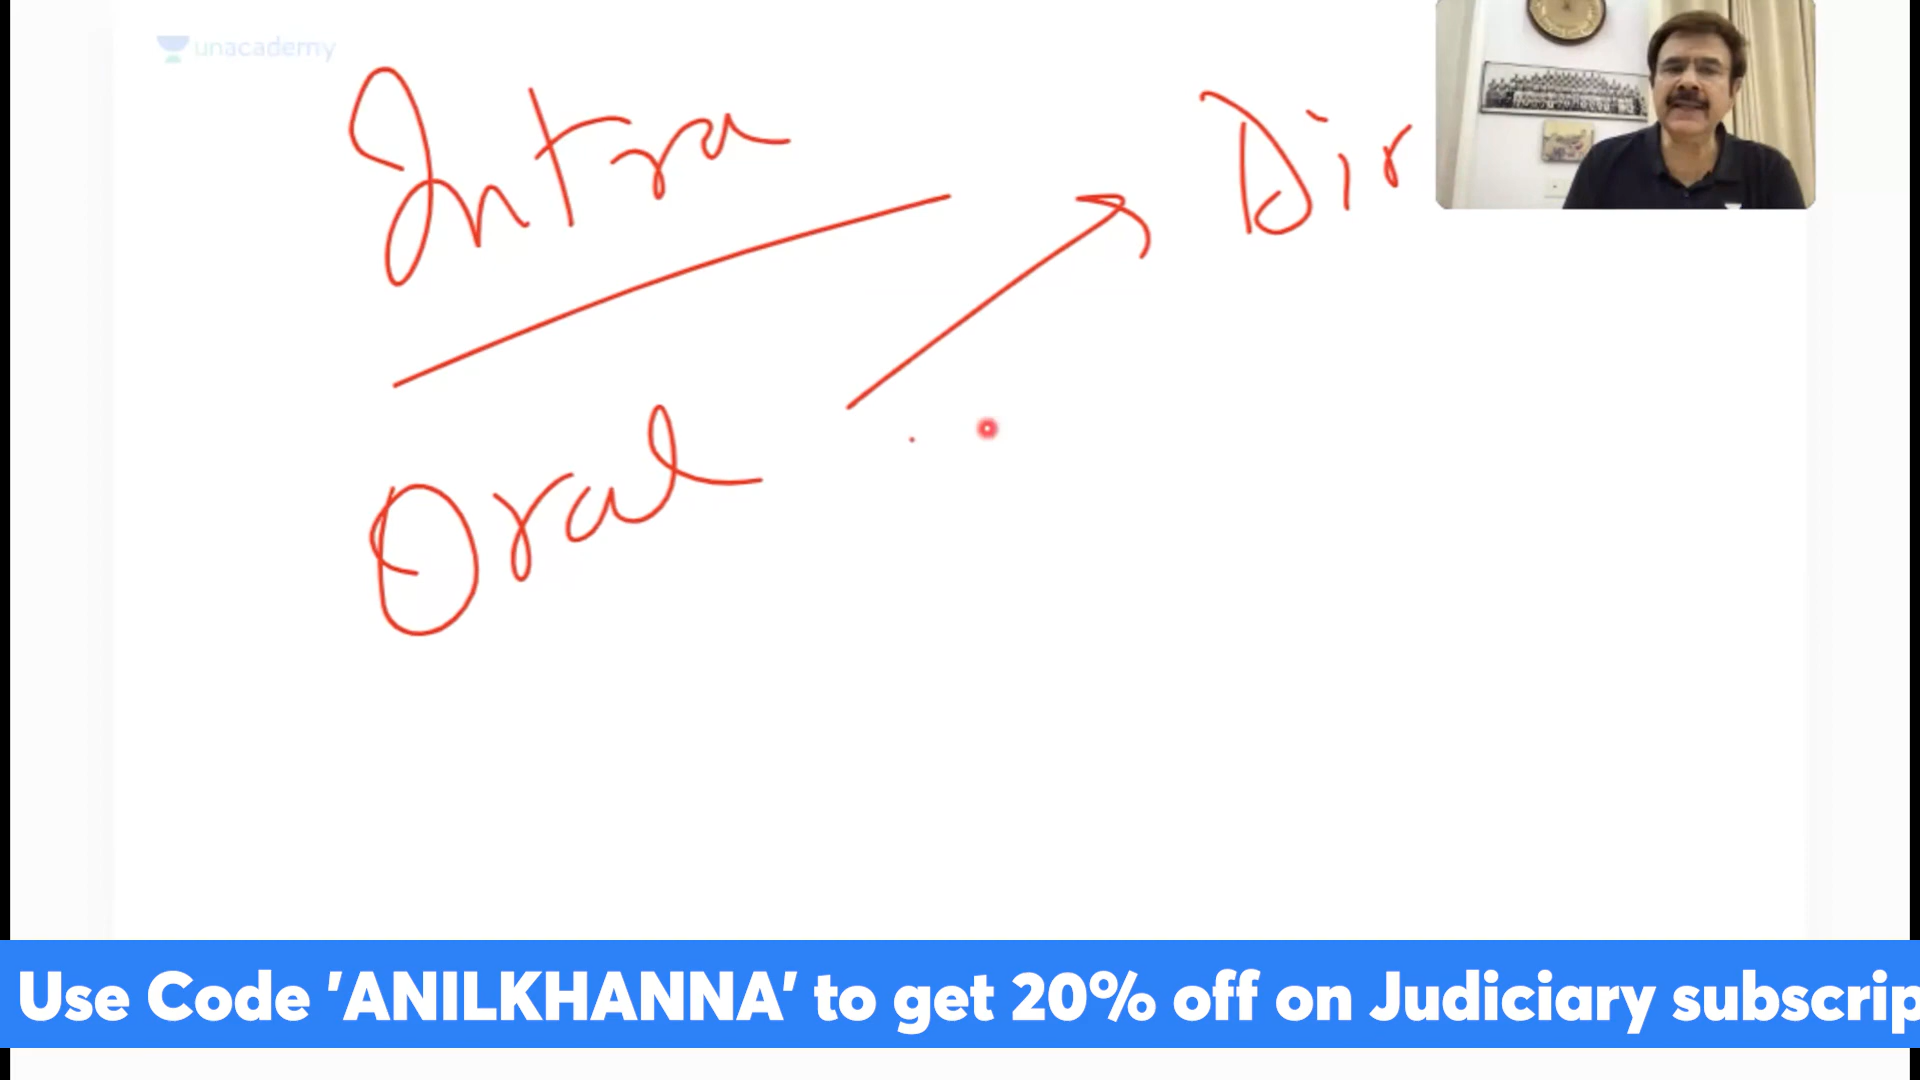 unacademy
Intra
Dir
Oral
Use Code 'ANILKHANNA' to get 20% off on Judiciary subscrip